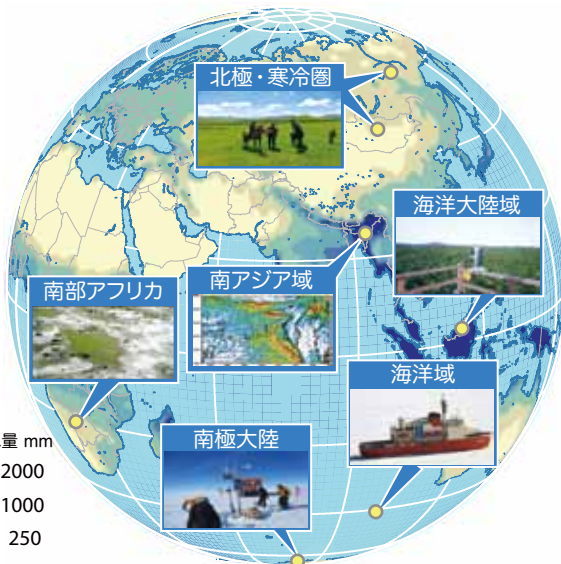 北極・寒冷圏
海洋大陸域
南アジア域
南部アフリカ
海洋域
南極大陸
量 mm
2000
1000
250